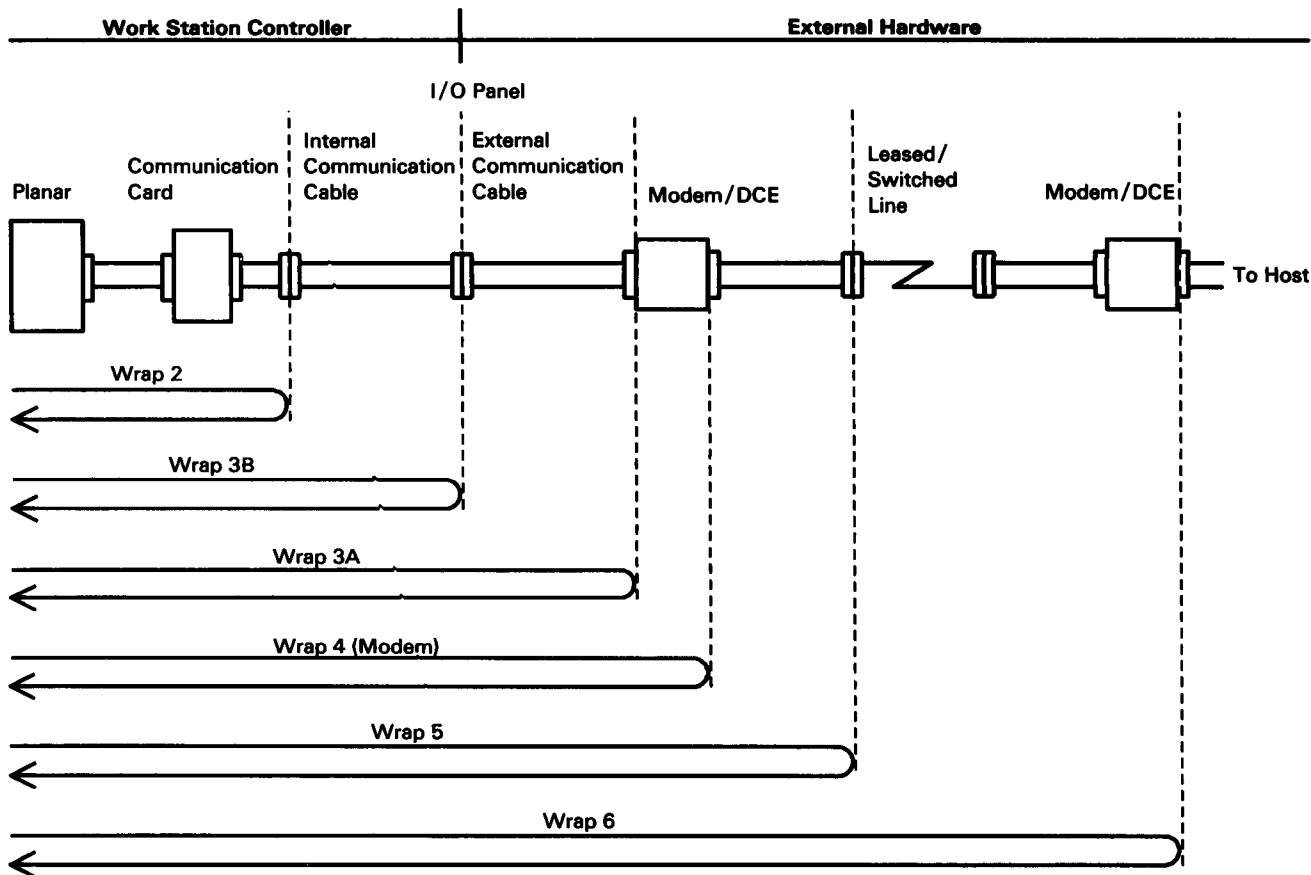 Work Station Controller
External Hardware
I/O Panel
Planar
Communication
Card
Internal
Communication
Cable
External
Communication
Cable
Modem/DCE
Leased/
Switched
Line
Modem/DCE
To Host
Wrap 2
Wrap 3B
Wrap 3A
Wrap 4 (Modem)
Wrap 5
Wrap 6